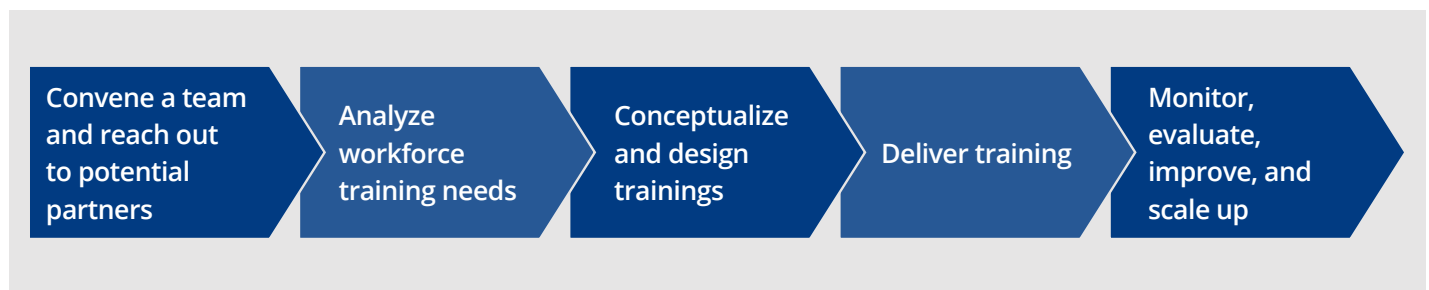 Convene a team
and reach out
to potential
partners
Analyze
workforce
training needs
Conceptualize
and design
trainings
Deliver training
Monitor,
evaluate,
improve, and
scale up